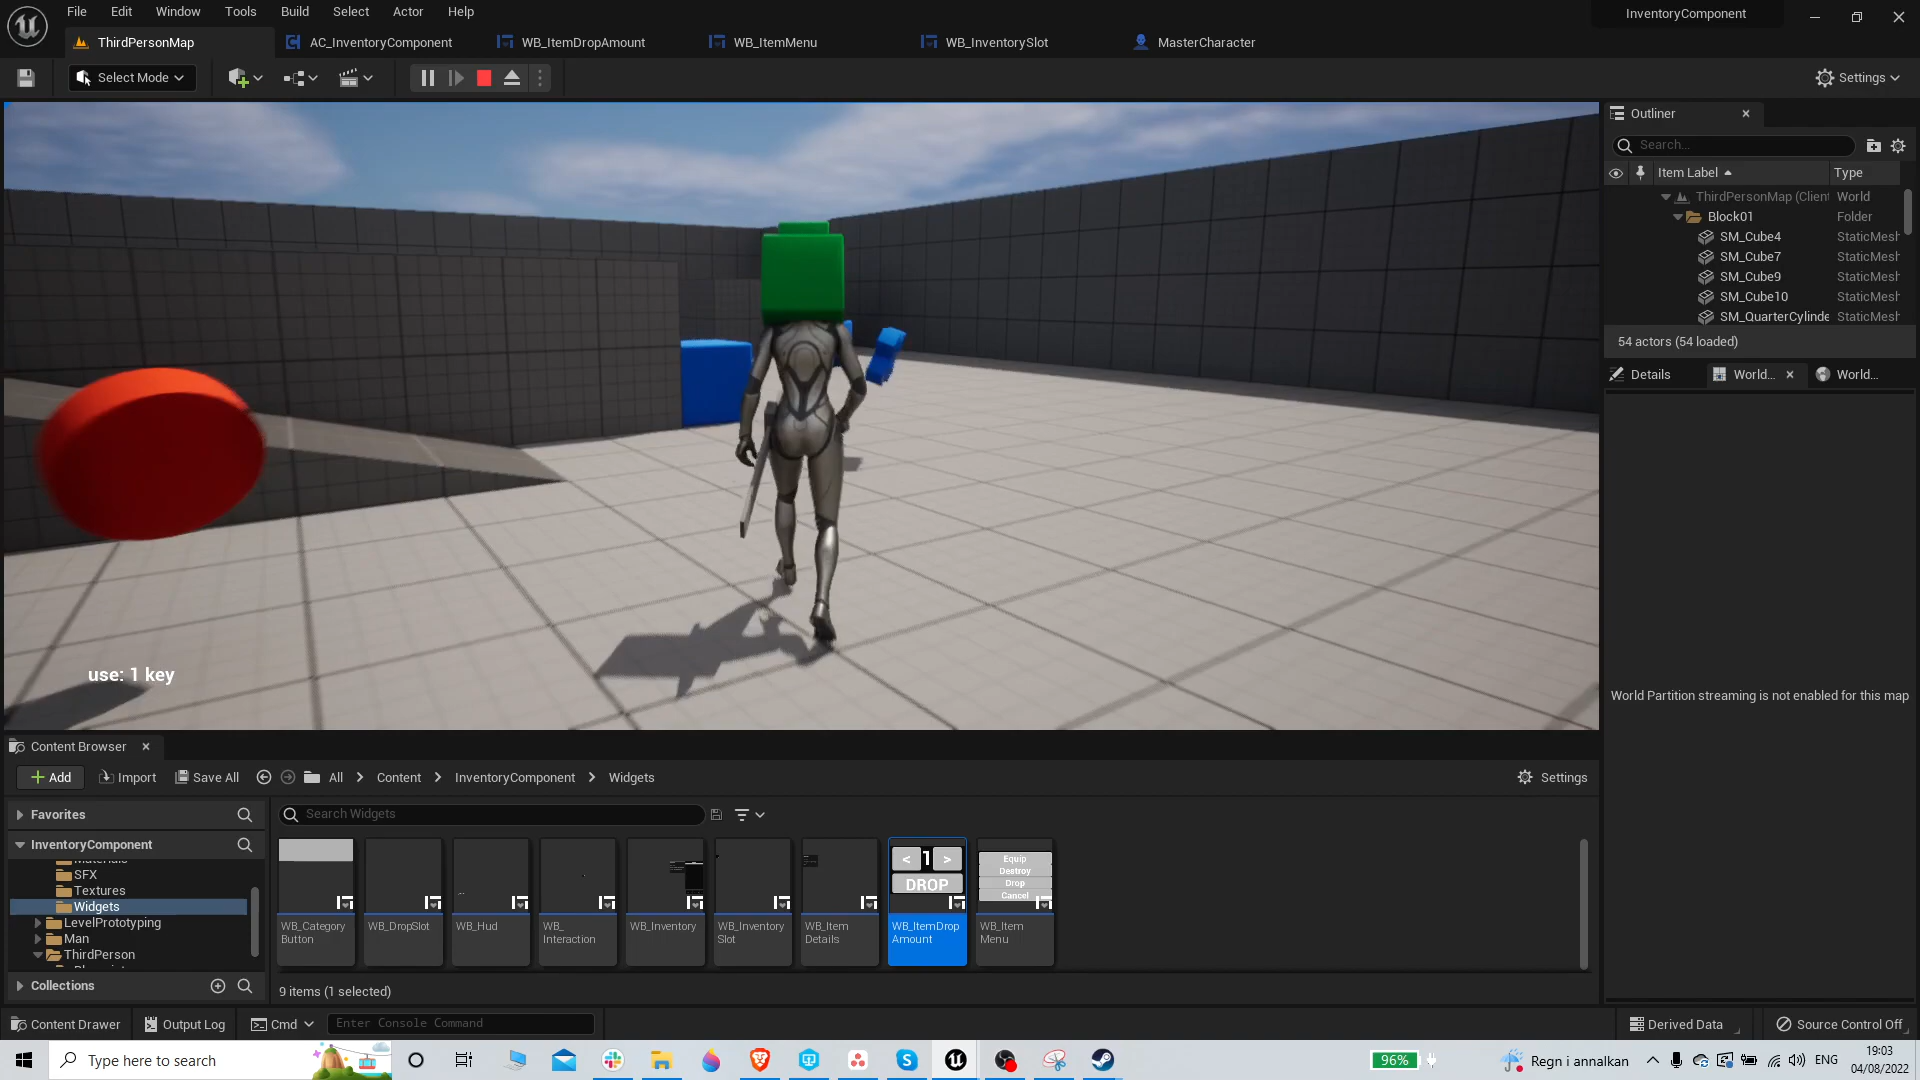 File Edit Window Tools Build Select Actor Help
InventoryComponent
ThirdPersonMap
AC_InventoryComponent
WB_ItemDropAmount
WB_ItemMenu
WB_InventorySlot
MasterCharacter
Select Mode
Settings
Outliner
Search...
Item Label Type
ThirdPersonMap (Client World
Block01 Folder
SM_Cube4 StaticMesh
SM_Cube7 StaticMesh
SM_Cube9 StaticMesh
SM_Cube10 StaticMesh
SM_QuarterCylinde StaticMesh
54 actors (54 loaded)
Details World... World...
World Partition streaming is not enabled for this map
use: 1 key
Content Browser
Add Import Save All All Content InventoryComponent Widgets Settings
Favorites
Search Widgets
InventoryComponent
SFX
Textures
Widgets
LevelPrototyping
Man
ThirdPerson
Collections
< 1 >
DROP
Equip
Destroy
Drop
Cancel
WB_Category
Button
WB_DropSlot
WB_Hud
WB_
Interaction
WB_Inventory
WB_Inventory
Slot
WB_Item
Details
WB_ItemDrop
Amount
WB_Item
Menu
9 items (1 selected)
Content Drawer Output Log Cmd Enter Console Command Derived Data Source Control Off
Type here to search
96%
Regn i annalkan
ENG
19:03
04/08/2022